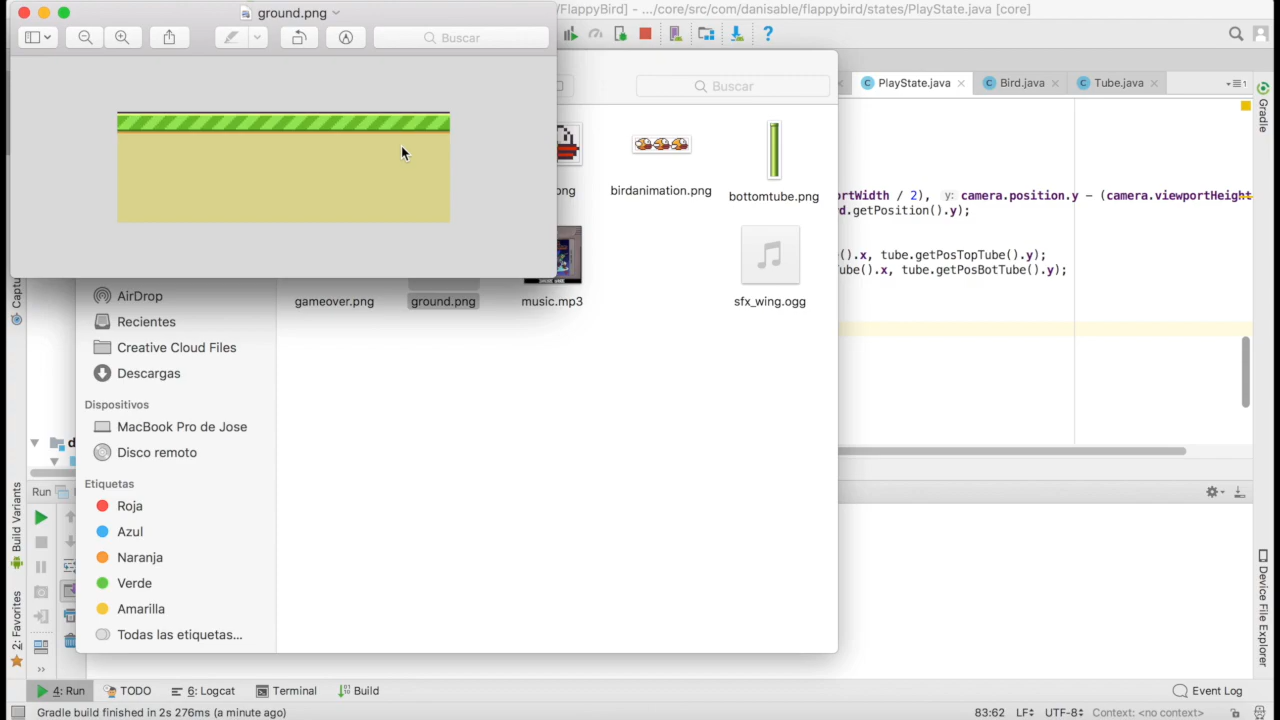 ground.png
FlappyBird] - .../core/src/com/danisable/flappybird/states/PlayState.java [core]
Buscar
Buscar
PlayState.java
Bird.java
Tube.java
1
Gradle
ong
birdanimation.png
bottomtube.png
ortWidth / 2), y: camera.position.y - (camera.viewportHeight
d.getPosition().y);
().x, tube.getPosTopTube().y);
ube().x, tube.getPosBotTube().y);
Captu
AirDrop
gameover.png
ground.png
music.mp3
sfx_wing.ogg
Recientes
Creative Cloud Files
Descargas
Dispositivos
MacBook Pro de Jose
d
Disco remoto
Etiquetas
Run
Roja
Build Variants
Azul
Naranja
Device File Explorer
Verde
2: Favorites
Amarilla
Todas las etiquetas...
4: Run
TODO
6: Logcat
Terminal
Build
Event Log
Gradle build finished in 2s 276ms (a minute ago)
83:62
LF
UTF-8
Context: <no context>